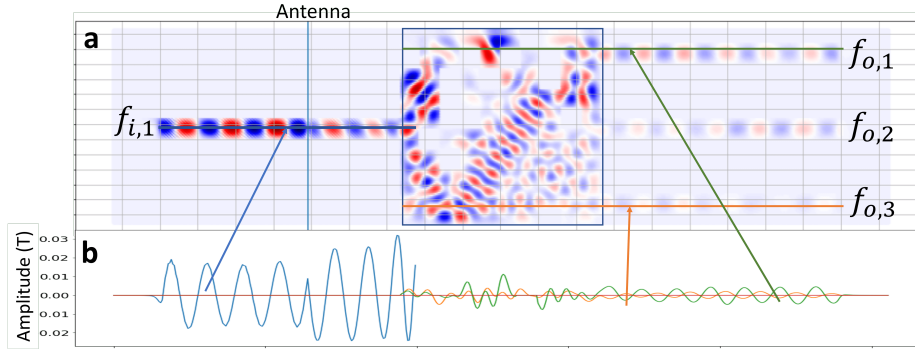 Antenna
a
f_{i,1}
f_{o,1}
f_{o,2}
f_{o,3}
b
Amplitude (T)
0.03
0.02
0.01
0.00
0.01
0.02